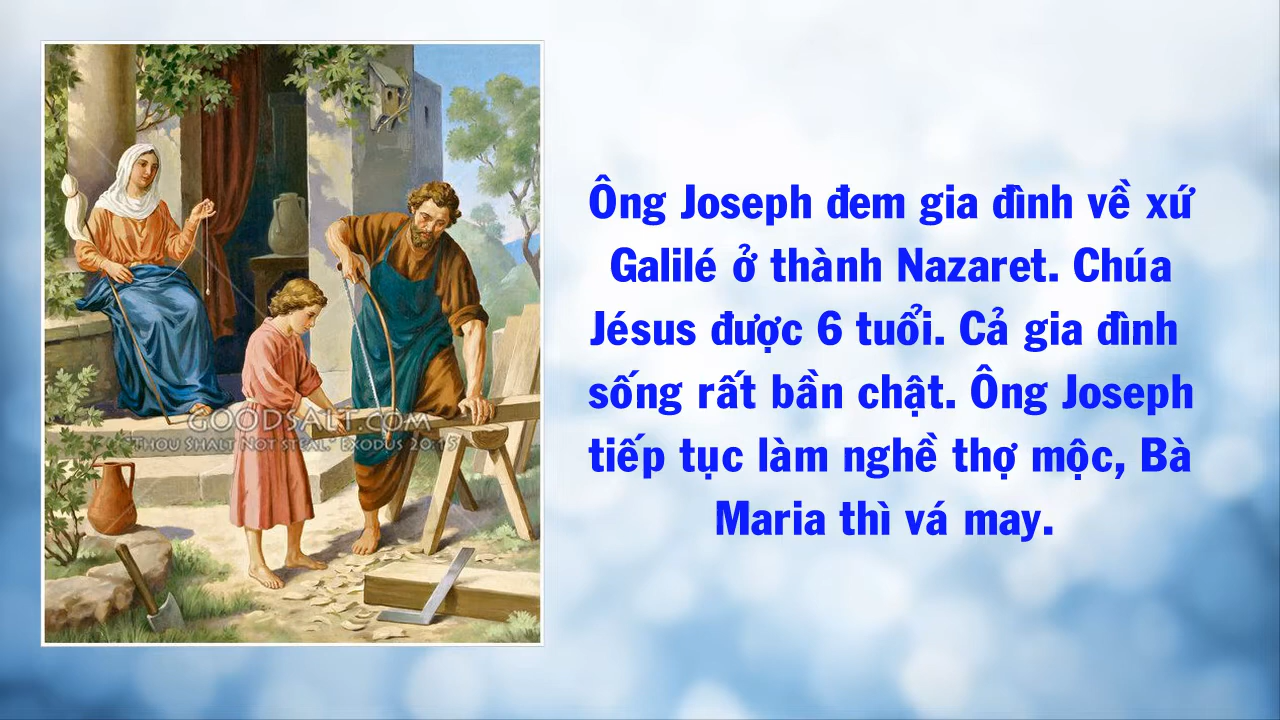 Ông Joseph đem gia đình về xứ
Galilé ở thành Nazaret. Chúa
Jésus được 6 tuổi. Cả gia đình
sống rất bần chật. Ông Joseph
tiếp tục làm nghề thợ mộc, Bà
Maria thì vá may.
GOODSALT.COM
"THOU SHALT NOT STEAL." EXODUS 20:15